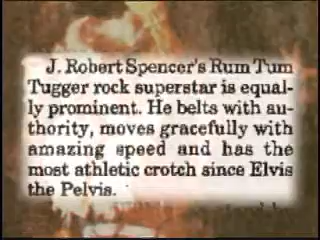 J. Robert Spencer's Rum Tum
Tugger rock superstar is equal-
ly prominent. He belts with au-
thority, moves gracefully with
amazing speed and has the
most athletic crotch since Elvis
the Pelvis.